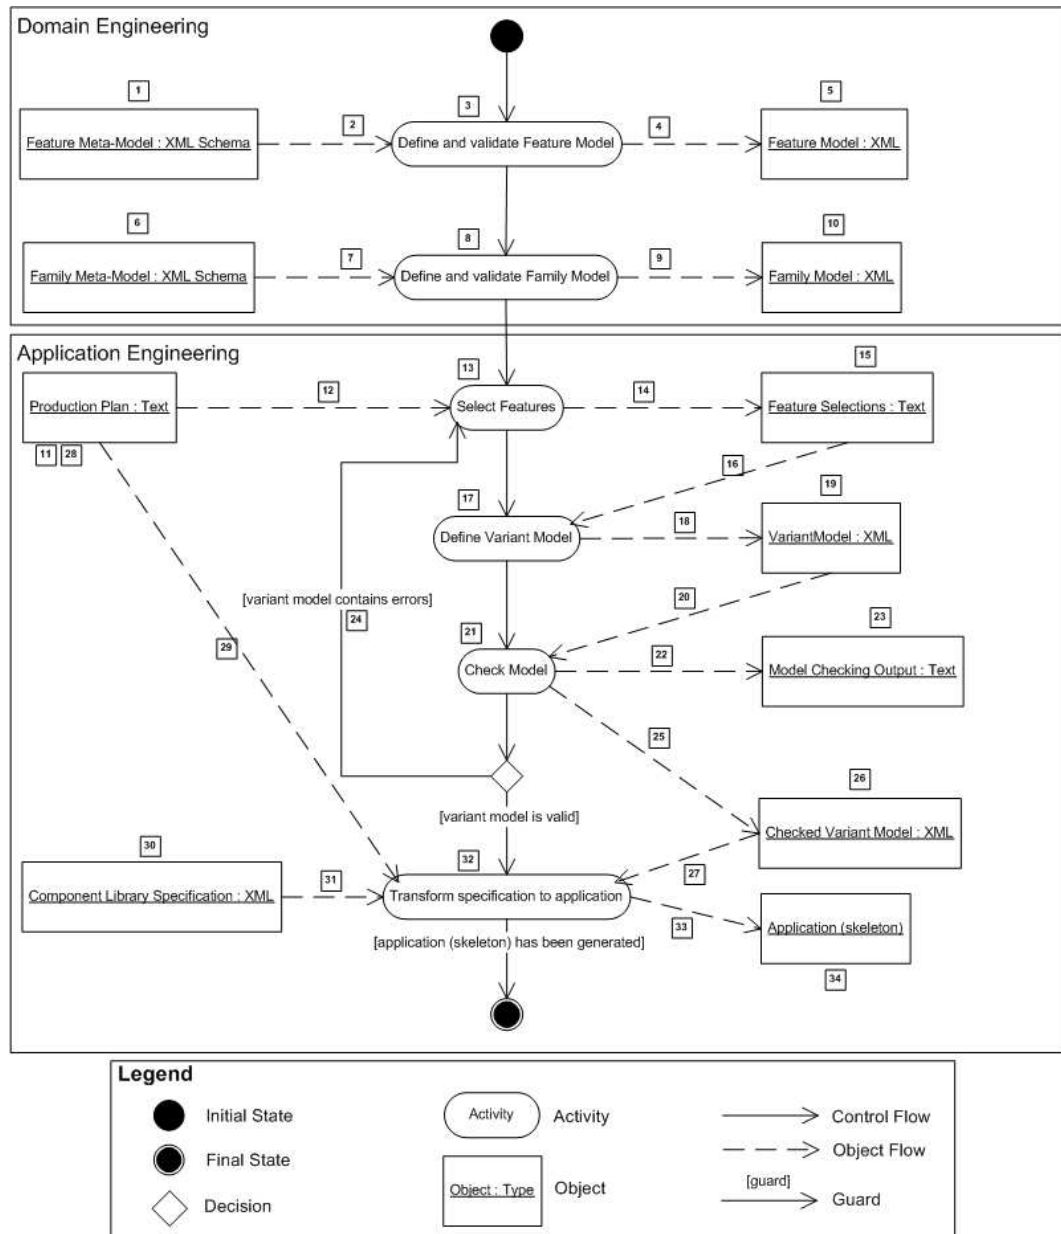 Domain Engineering
1
2
3
4
5
Feature Meta-Model : XML Schema
Define and validate Feature Model
Feature Model : XML
6
7
8
9
10
Family Meta-Model : XML Schema
Define and validate Family Model
Family Model : XML
Application Engineering
11
28
12
13
14
15
Production Plan : Text
Select Features
Feature Selections : Text
16
17
18
19
Define Variant Model
VariantModel : XML
[variant model contains errors]
24
20
21
22
23
29
Check Model
Model Checking Output : Text
25
26
[variant model is valid]
Checked Variant Model : XML
27
30
31
32
Component Library Specification : XML
Transform specification to application
33
Application (skeleton)
34
[application (skeleton) has been generated]
Legend
Initial State
Activity
Activity
Control Flow
Final State
Object Flow
Object : Type
Object
[guard]
Decision
Guard